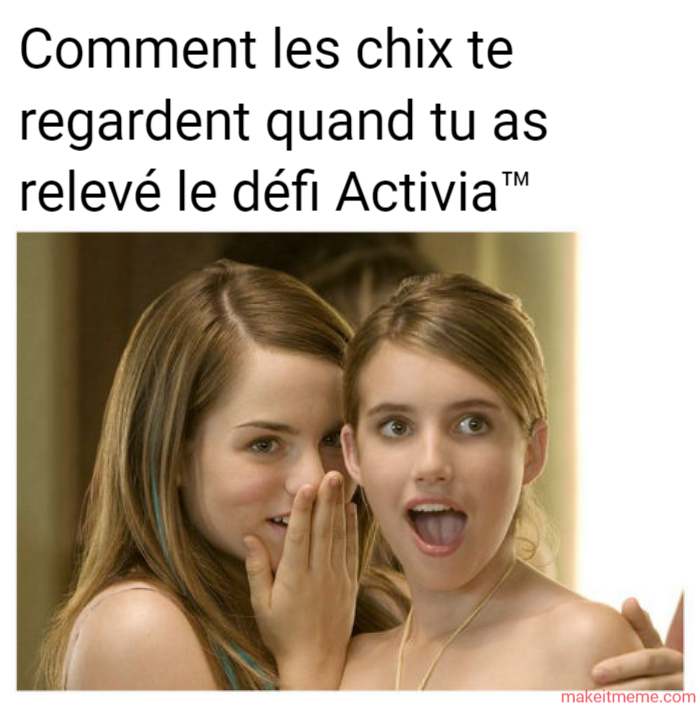 Comment les chix te
regardent quand tu as
relevé le défi Activia™
makeitmeme.com